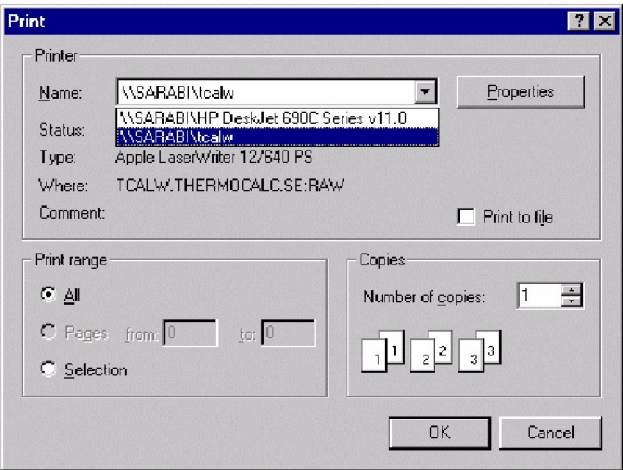 Print
Printer
Name: \\SARABI\tcalw
Properties
\\SARABI\HP DeskJet 690C Series v11.0
Status: \\SARABI\tcalw
Type: Apple LaserWriter 12/640 PS
Where: TCALW.THERMOCALC.SE:RAW
Comment:
Print to file
Print range
All
Pages from: 0 to: 0
Selection
Copies
Number of copies: 1
1 1 2 2 3 3
OK Cancel